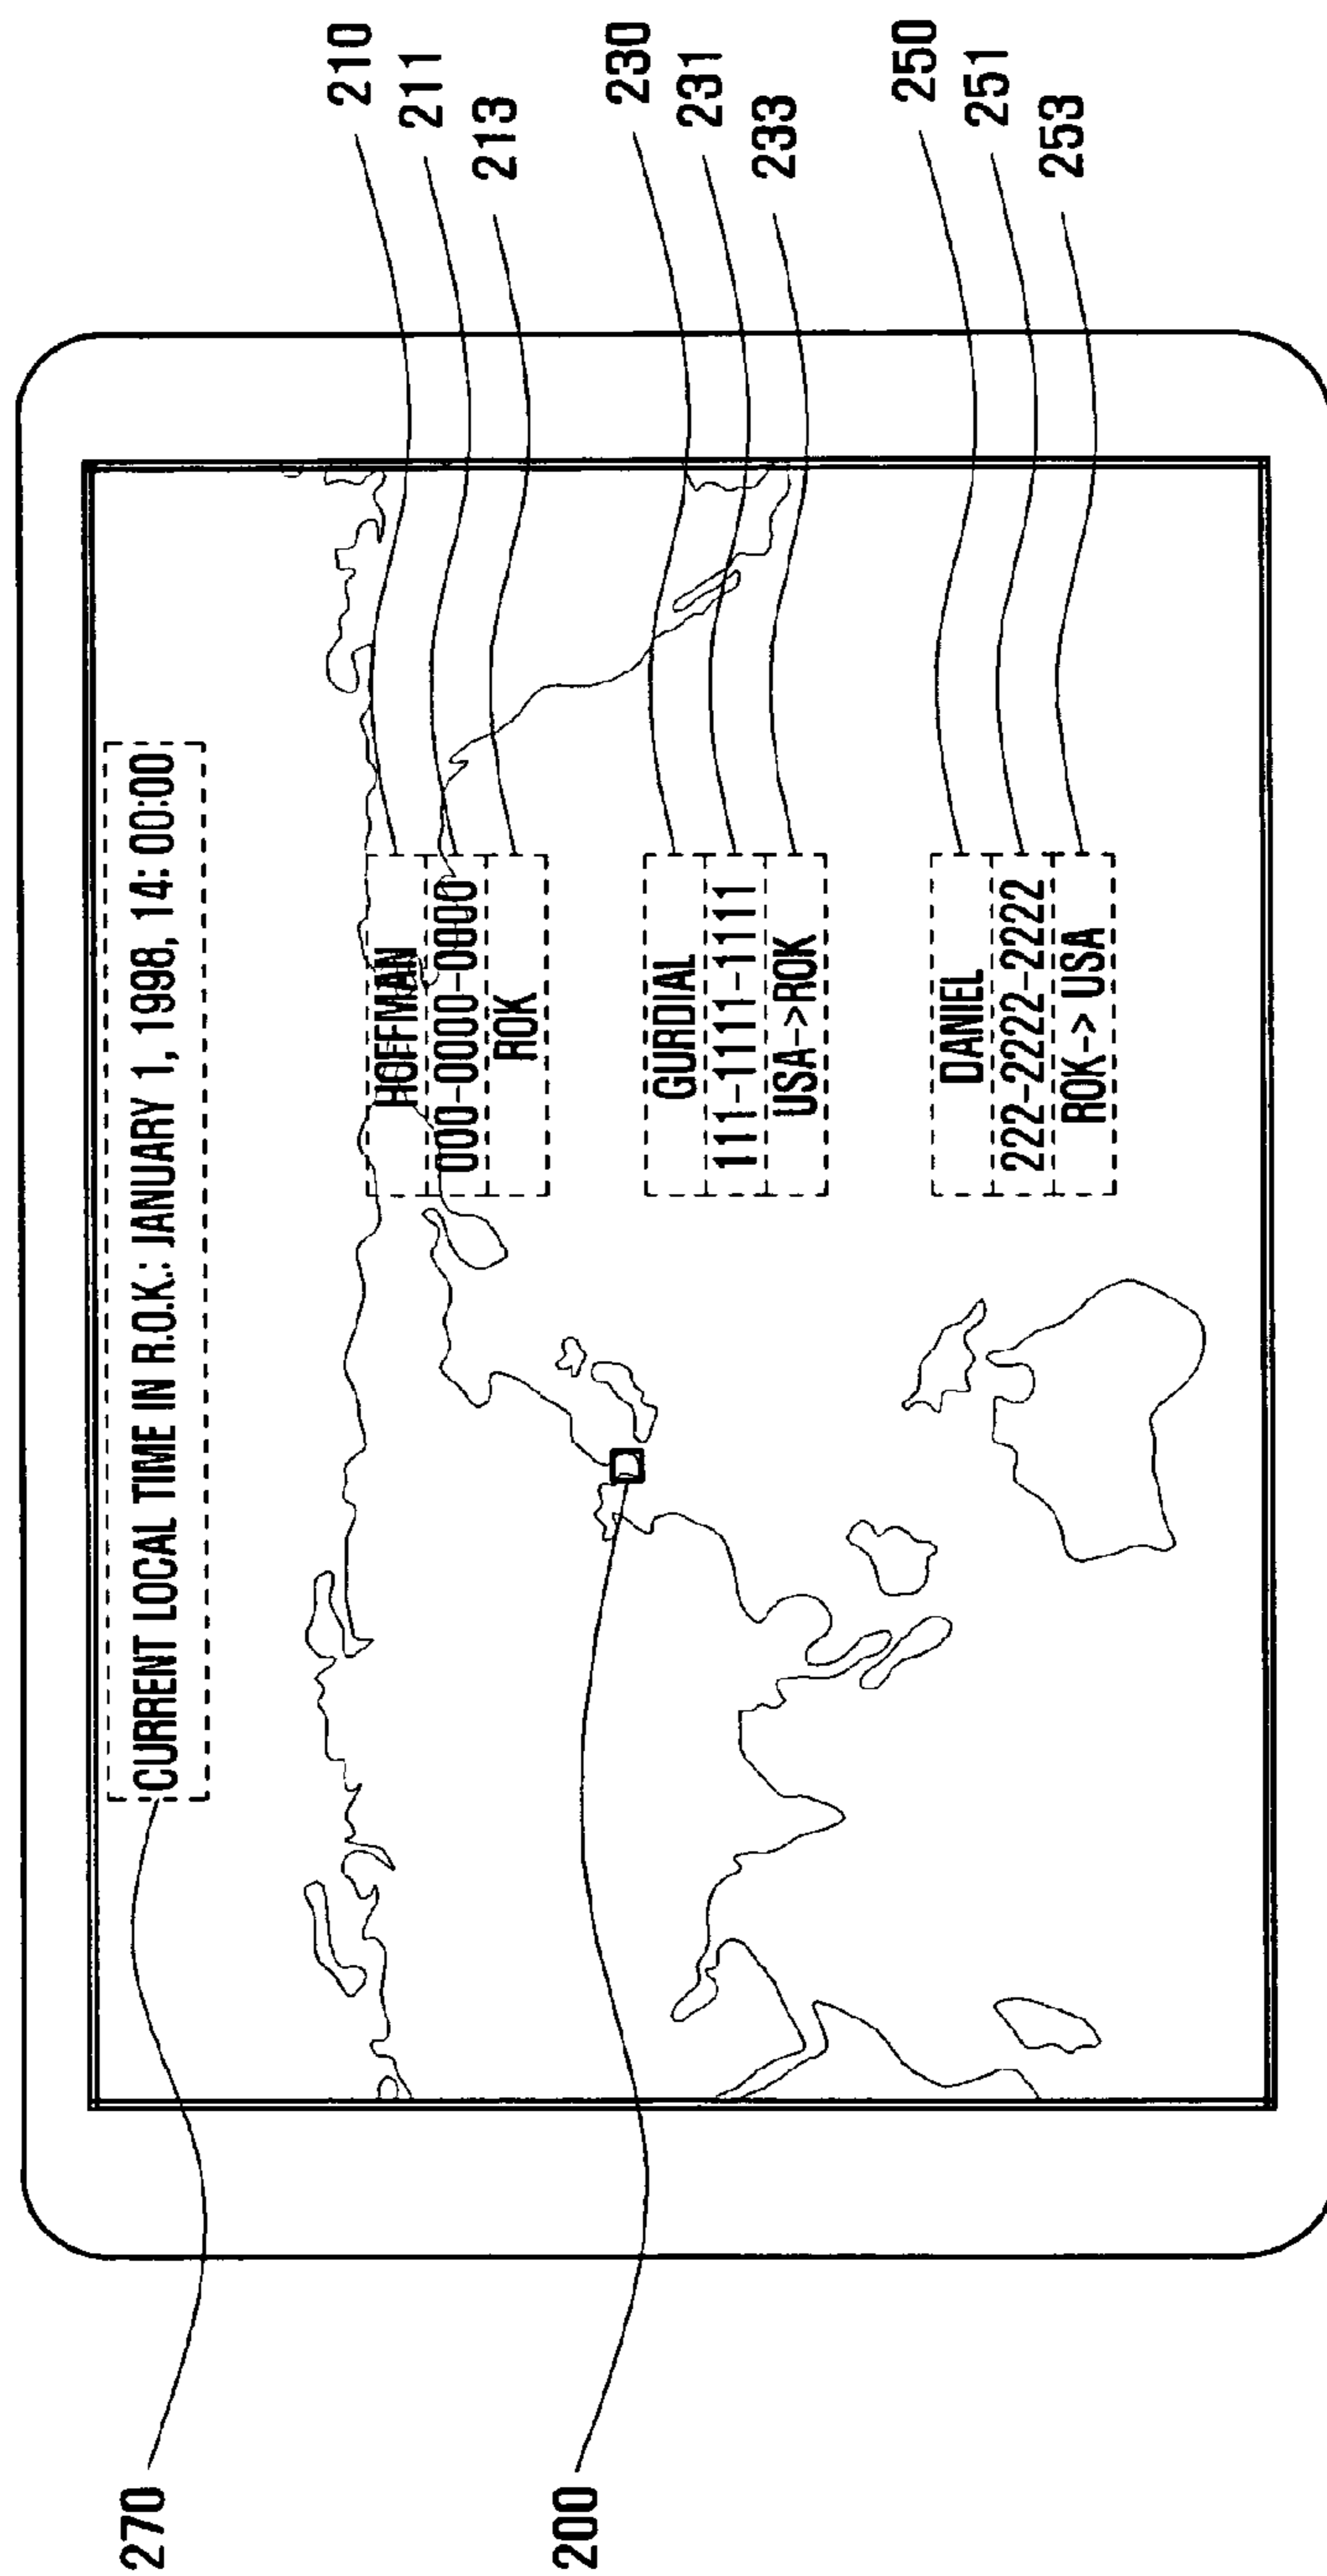 CURRENT LOCAL TIME IN R.O.K.: JANUARY 1, 1998, 14: 00:00
HOFFMAN
000-0000-0000
ROK
GURDIAL
111-1111-1111
USA->ROK
DANIEL
222-2222-2222
ROK-> USA
270
200
210
211
213
230
231
233
250
251
253